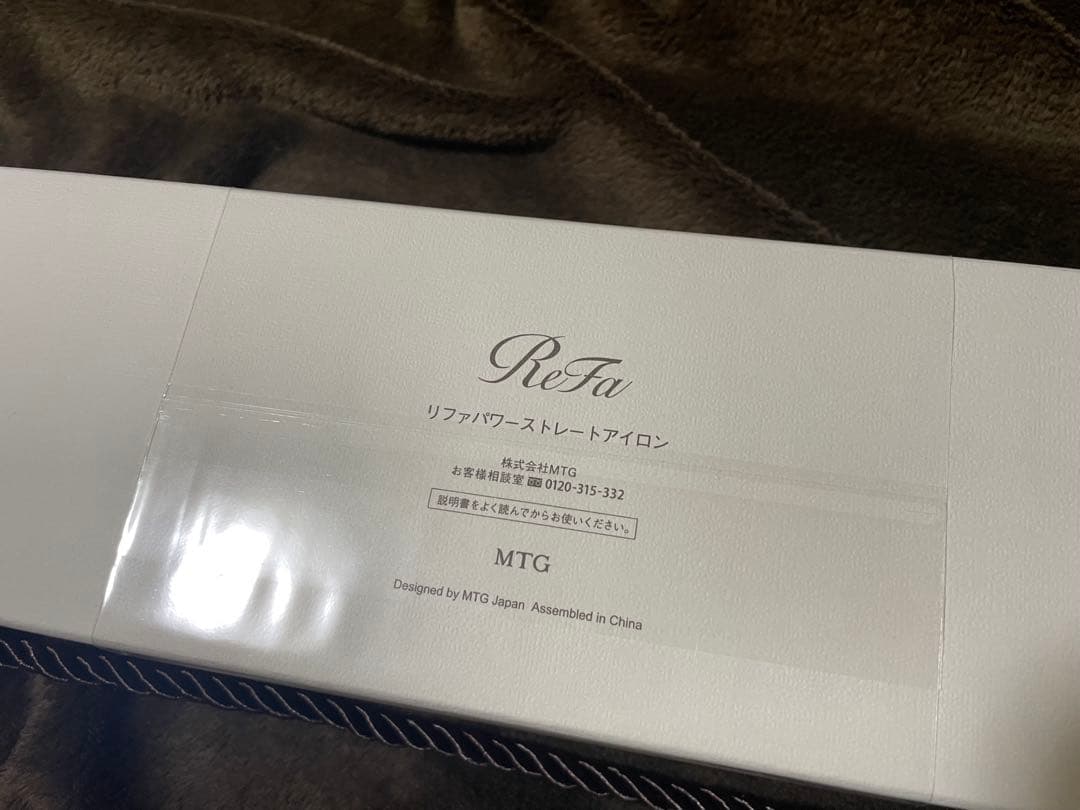 ReFa
リファパワーストレートアイロン
株式会社MTG
お客様相談室 0120-315-332
説明書をよく読んでからお使いください。
MTG
Designed by MTG Japan Assembled in China